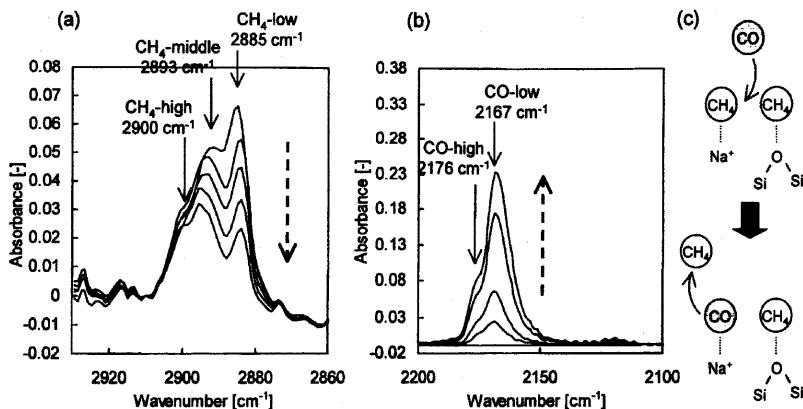 (a)
CH₄-low
2885 cm⁻¹
CH₄-middle
2893 cm⁻¹
CH₄-high
2900 cm⁻¹
Absorbance [-]
0.08
0.07
0.06
0.05
0.04
0.03
0.02
0.01
0
-0.01
-0.02
2920
2900
2880
2860
Wavenumber [cm⁻¹]
(b)
CO-low
2167 cm⁻¹
CO-high
2176 cm⁻¹
Absorbance [-]
0.38
0.33
0.28
0.23
0.18
0.13
0.08
0.03
-0.02
2200
2150
2100
Wavenumber [cm⁻¹]
(c)
CO
CH₄ CH₄
Na⁺ O
Si Si
CH₄
CO CH₄
Na⁺ O
Si Si